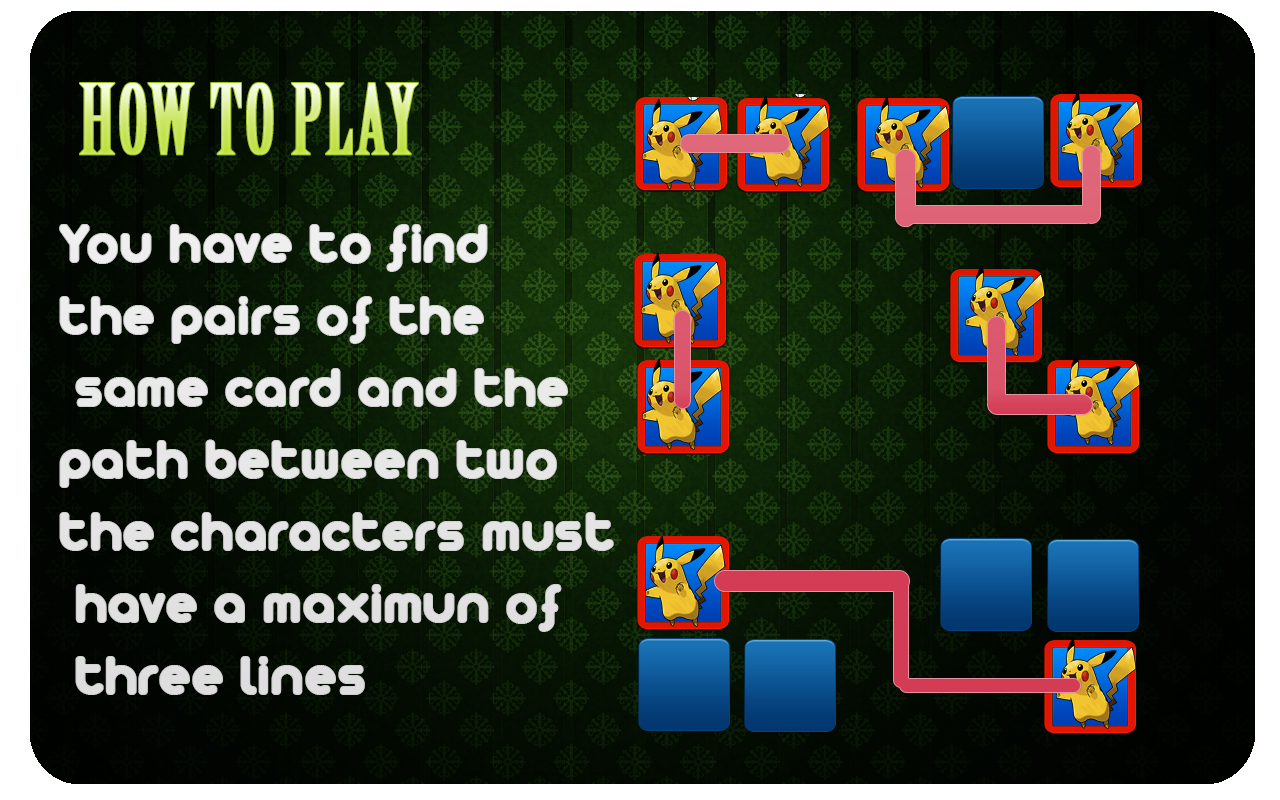 HOW TO PLAY
You have to find
the pairs of the
same card and the
path between two
the characters must
have a maximun of
three lines